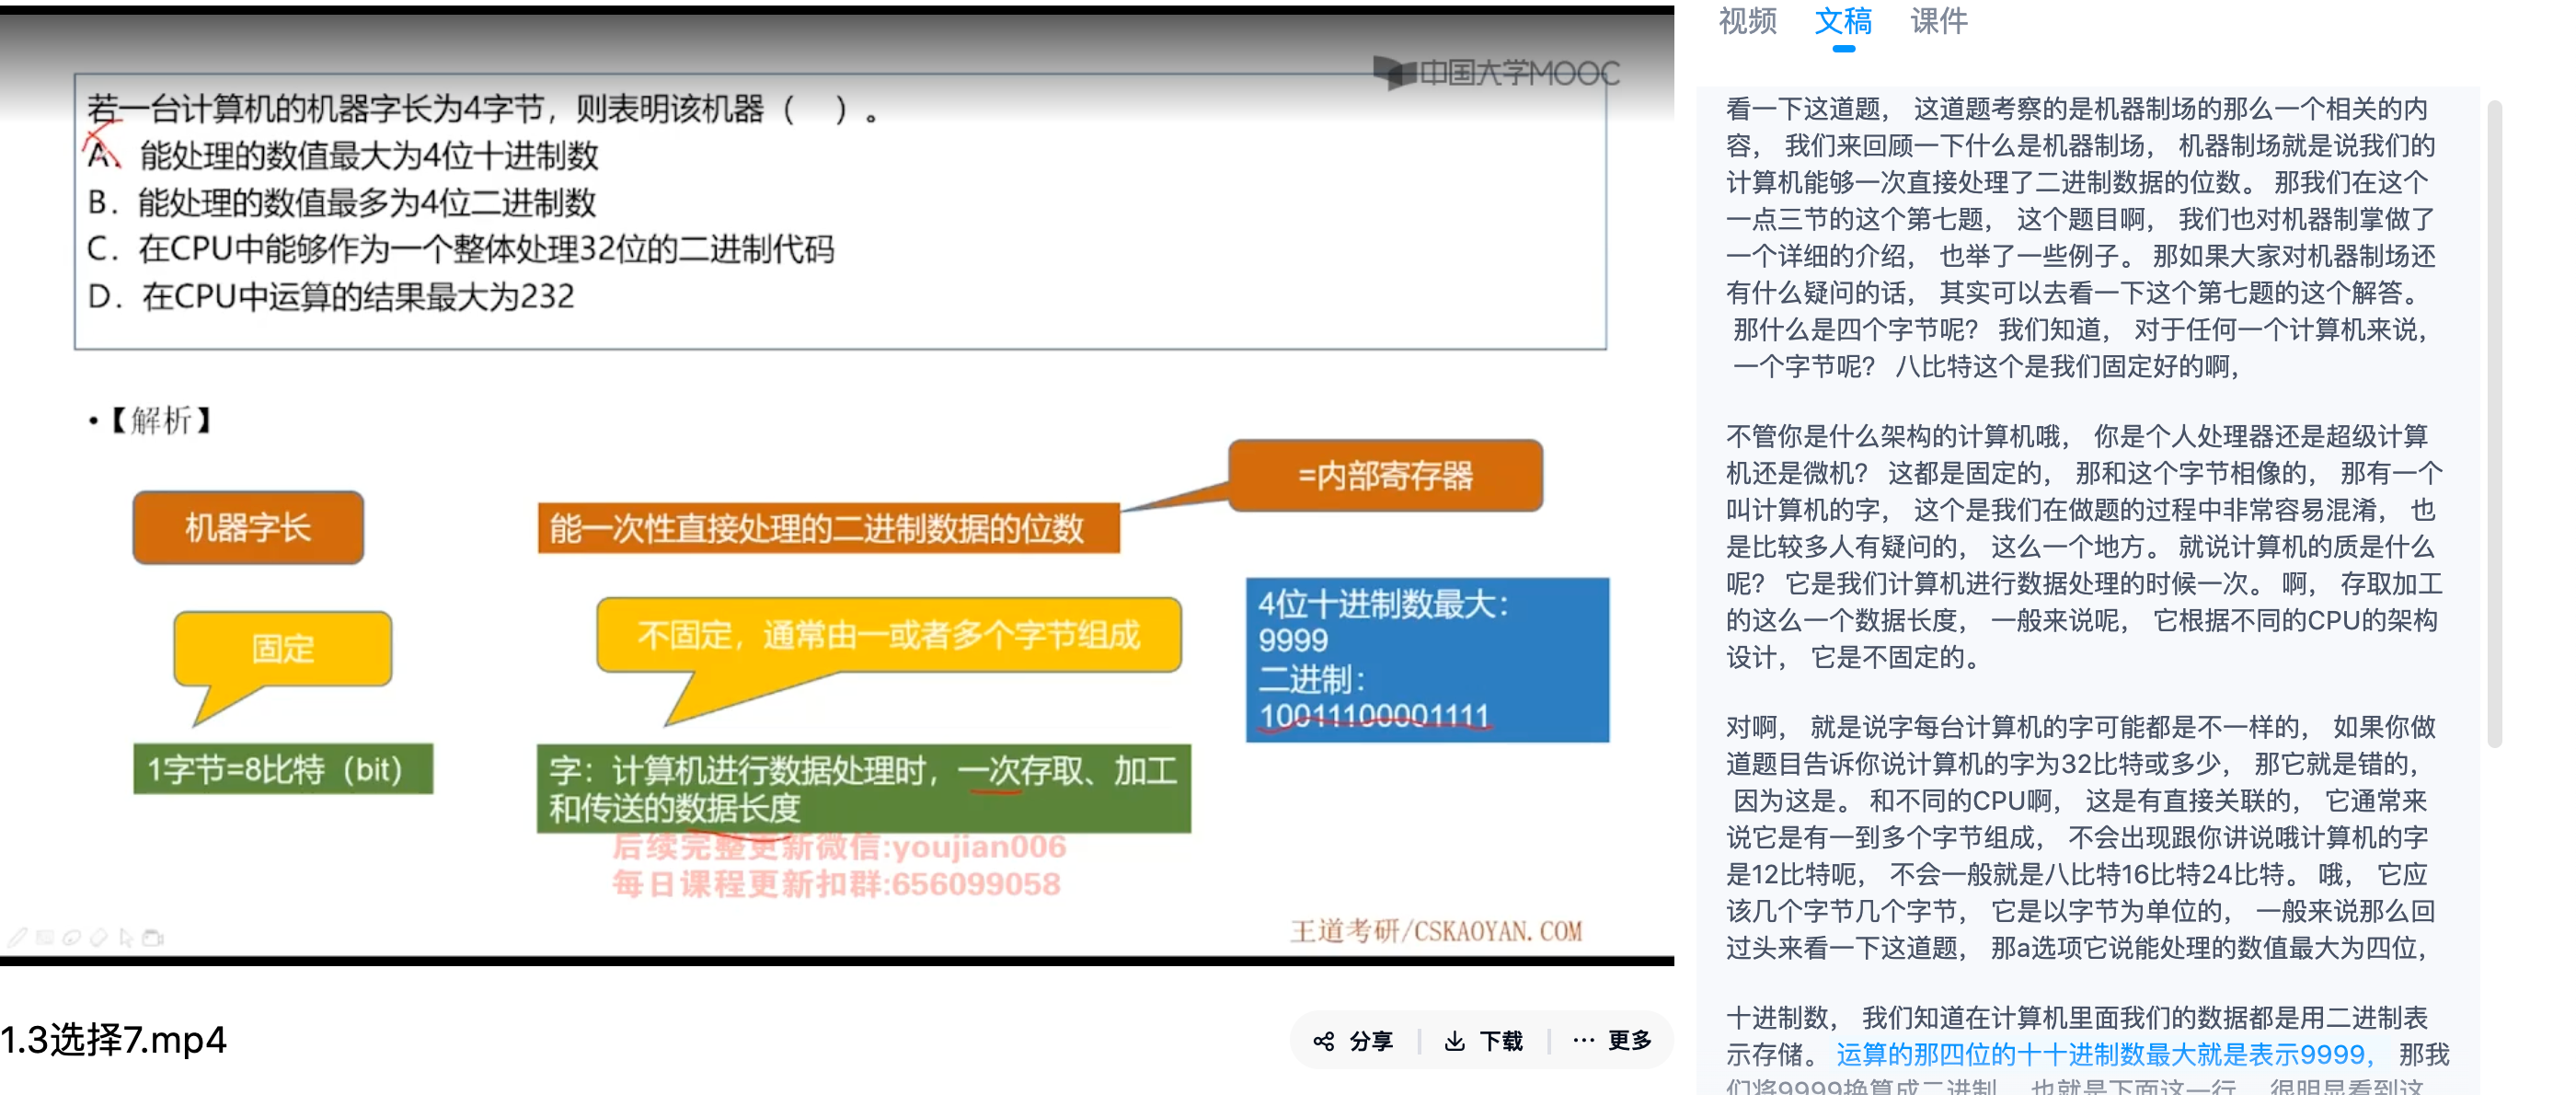 中国大学MOOC
若一台计算机的机器字长为4字节，则表明该机器（ ）。
A. 能处理的数值最大为4位十进制数
B. 能处理的数值最多为4位二进制数
C. 在CPU中能够作为一个整体处理32位的二进制代码
D. 在CPU中运算的结果最大为232
•【解析】
=内部寄存器
机器字长
能一次性直接处理的二进制数据的位数
固定
不固定，通常由一或者多个字节组成
4位十进制数最大：
9999
二进制：
10011100001111
1字节=8比特（bit）
字：计算机进行数据处理时，一次存取、加工
和传送的数据长度
后续完整更新微信:youjian006
每日课程更新扣群:656099058
王道考研/CSKAOYAN.COM
1.3选择7.mp4
分享
下载
更多
视频 文稿 课件
看一下这道题， 这道题考察的是机器制场的那么一个相关的内
容， 我们来回顾一下什么是机器制场， 机器制场就是说我们的
计算机能够一次直接处理了二进制数据的位数。 那我们在这个
一点三节的这个第七题， 这个题目啊， 我们也对机器制掌做了
一个详细的介绍， 也举了一些例子。 那如果大家对机器制场还
有什么疑问的话， 其实可以去看一下这个第七题的这个解答。
那什么是四个字节呢？ 我们知道， 对于任何一个计算机来说，
一个字节呢？ 八比特这个是我们固定好的啊，
不管你是什么架构的计算机哦， 你是个人处理器还是超级计算
机还是微机？ 这都是固定的， 那和这个字节相像的， 那有一个
叫计算机的字， 这个是我们在做题的过程中非常容易混淆， 也
是比较多人有疑问的， 这么一个地方。 就说计算机的质是什么
呢？ 它是我们计算机进行数据处理的时候一次。 啊， 存取加工
的这么一个数据长度， 一般来说呢， 它根据不同的CPU的架构
设计， 它是不固定的。
对啊， 就是说字每台计算机的字可能都是不一样的， 如果你做
道题目告诉你说计算机的字为32比特或多少， 那它就是错的，
因为这是。 和不同的CPU啊， 这是有直接关联的， 它通常来
说它是有一到多个字节组成， 不会出现跟你讲说哦计算机的字
是12比特呃， 不会一般就是八比特16比特24比特。 哦， 它应
该几个字节几个字节， 它是以字节为单位的， 一般来说那么回
过头来看一下这道题， 那a选项它说能处理的数值最大为四位，
十进制数， 我们知道在计算机里面我们的数据都是用二进制表
示存储。 运算的那四位的十十进制数最大就是表示9999， 那我
们将9999换算成二进制， 也就是下面这一行， 很明显看到这